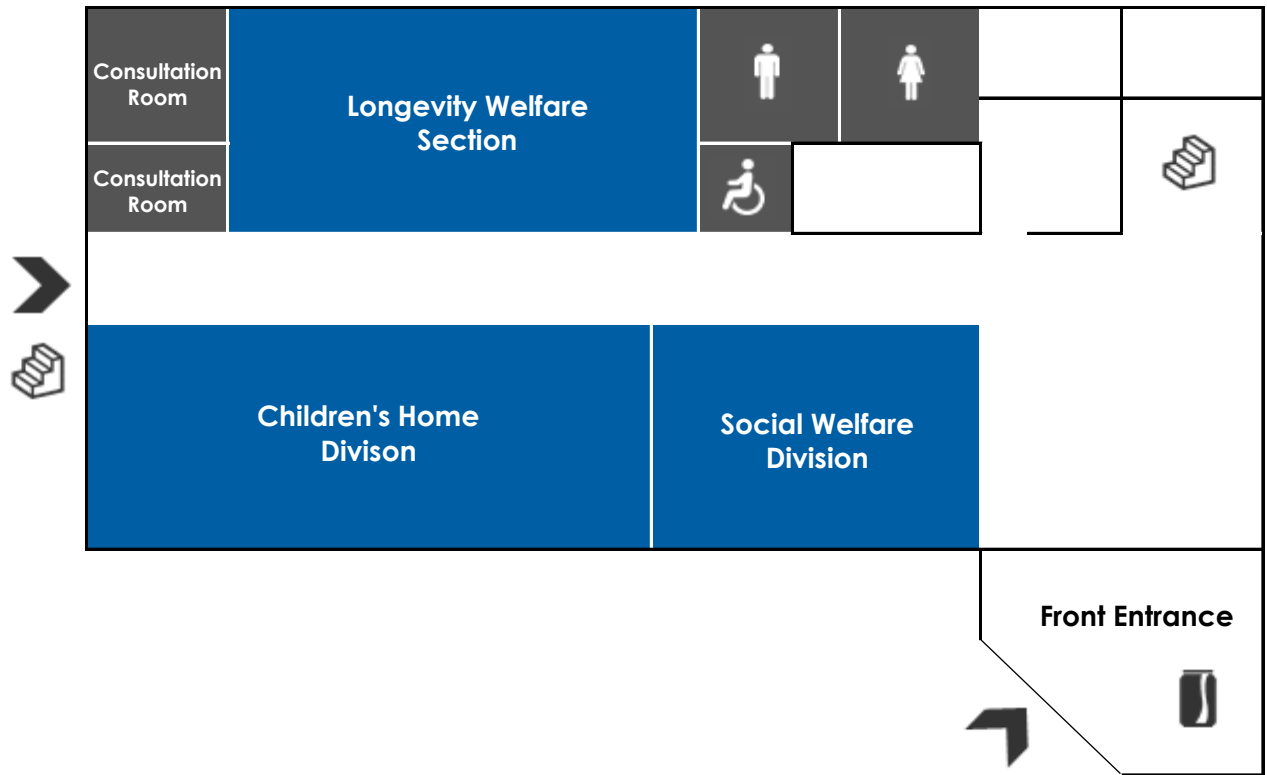 Consultation
Room
Longevity Welfare
Section
Consultation
Room
Children's Home
Divison
Social Welfare
Division
Front Entrance